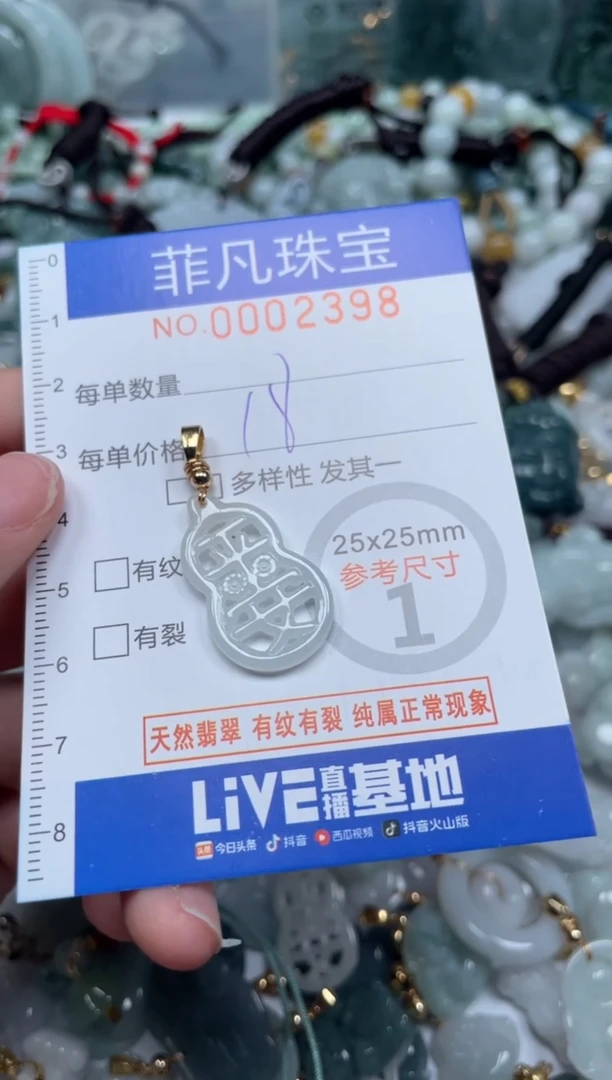 菲凡珠宝
NO.0002398
每单数量
18
每单价格
多样性 发其一
25x25mm
参考尺寸
1
有纹
有裂
天然翡翠 有纹有裂 纯属正常现象
LiVE直播基地
头条 今日头条 抖音 西瓜视频 抖音火山版
0
1
2
3
4
5
6
7
8